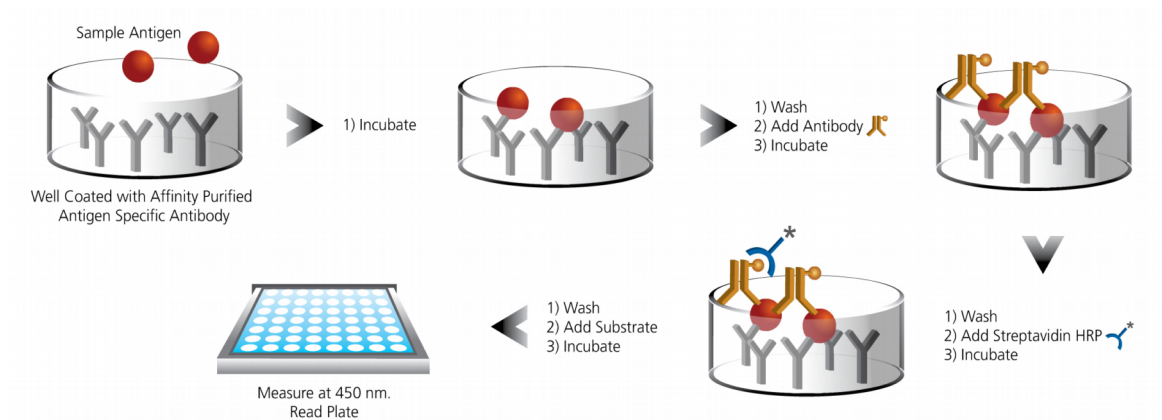 Sample Antigen
Well Coated with Affinity Purified
Antigen Specific Antibody
1) Incubate
1) Wash
2) Add Antibody
3) Incubate
1) Wash
2) Add Streptavidin HRP
*
3) Incubate
*
1) Wash
2) Add Substrate
3) Incubate
Measure at 450 nm.
Read Plate